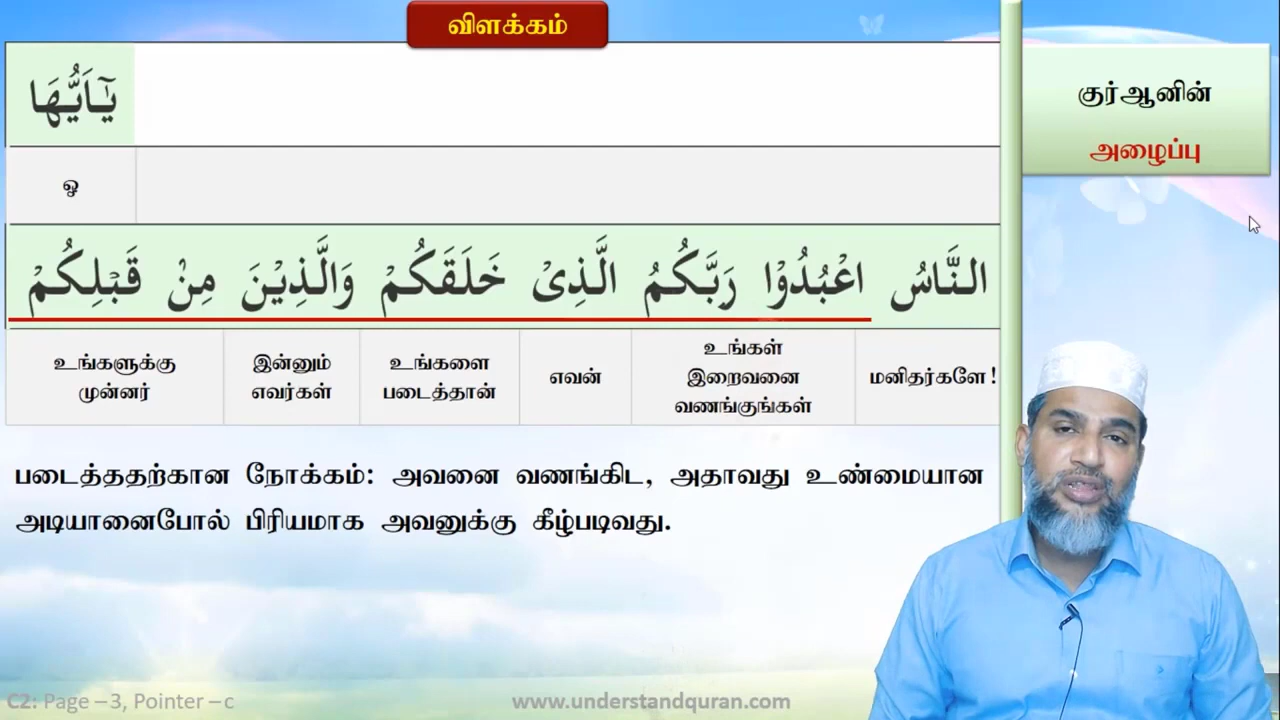 விளக்கம்
يٰٓاَيُّهَا
ஓ
النَّاسُ اعْبُدُوْا رَبَّكُمُ الَّذِىْ خَلَقَكُمْ وَالَّذِيْنَ مِنْ قَبْلِكُمْ
மனிதர்களே!
உங்கள்
இறைவனை
வணங்குங்கள்
எவன்
உங்களை
படைத்தான்
இன்னும்
எவர்கள்
உங்களுக்கு
முன்னர்
படைத்ததற்கான நோக்கம்: அவனை வணங்கிட, அதாவது உண்மையான
அடியானைபோல் பிரியமாக அவனுக்கு கீழ்படிவது.
குர்ஆனின்
அழைப்பு
C2: Page – 3, Pointer – c
www.understandquran.com